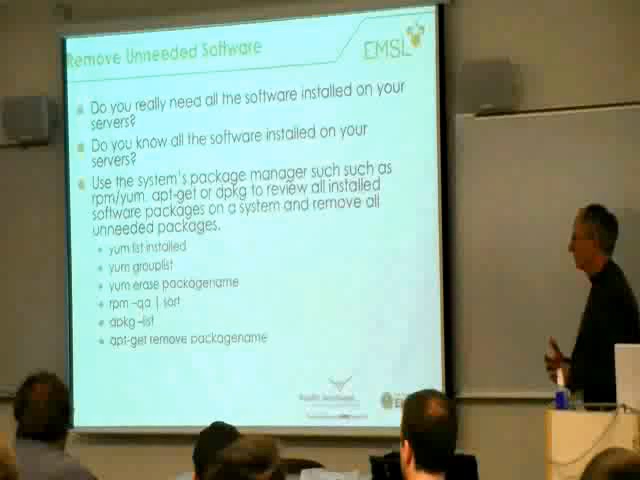 Remove Unneeded Software
EMSL
Do you really need all the software installed on your
servers?
Do you know all the software installed on your
servers?
Use the system's package manager such such as
rpm/yum, apt-get or dpkg to review all installed
software packages on a system and remove all
unneeded packages.
yum list installed
yum grouplist
yum erase packagename
rpm -qa | sort
dpkg –list
apt-get remove packagename
Pacific Northwest